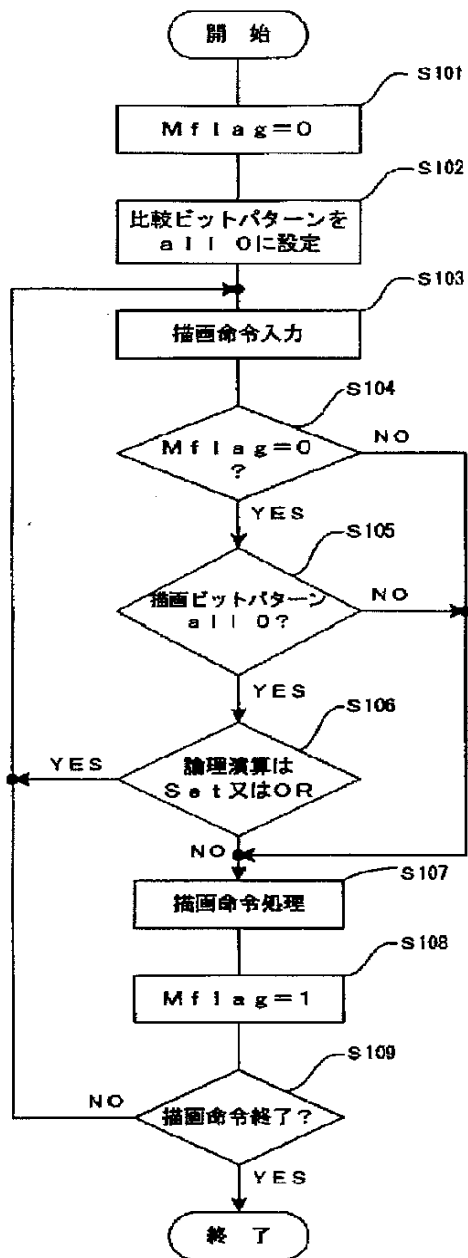 開 始
S101
Mflag=0
S102
比較ビットパターンを
all 0に設定
S103
描画命令入力
S104
Mflag=0
?
NO
YES
S105
描画ビットパターン
all 0?
NO
YES
S106
論理演算は
Set又はOR
YES
NO
S107
描画命令処理
S108
Mflag=1
S109
描画命令終了?
NO
YES
終 了